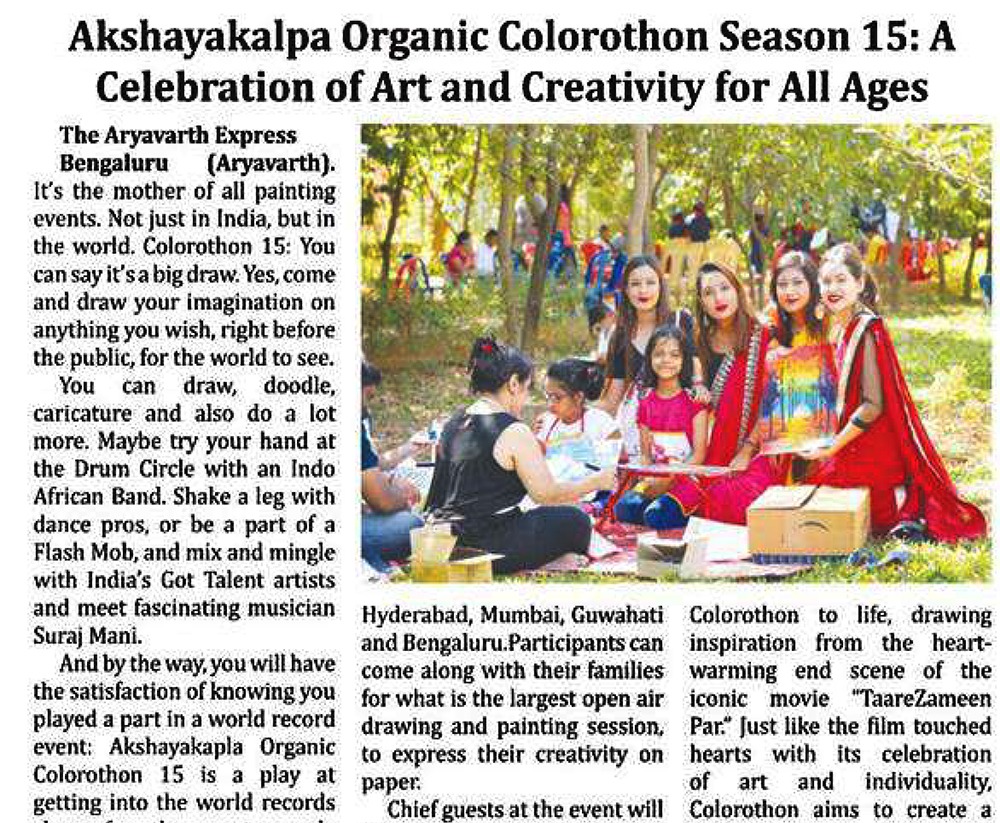 Akshayakalpa Organic Colorothon Season 15: A
Celebration of Art and Creativity for All Ages
The Aryavarth Express
Bengaluru (Aryavarth).
It's the mother of all painting
events. Not just in India, but in
the world. Colorothon 15: You
can say it's a big draw. Yes, come
and draw your imagination on
anything you wish, right before
the public, for the world to see.
You can draw, doodle,
caricature and also do a lot
more. Maybe try your hand at
the Drum Circle with an Indo
African Band. Shake a leg with
dance pros, or be a part of a
Flash Mob, and mix and mingle
with India's Got Talent artists
and meet fascinating musician
Suraj Mani.
And by the way, you will have
the satisfaction of knowing you
played a part in a world record
event: Akshayakapla Organic
Colorothon 15 is a play at
getting into the world records
Hyderabad, Mumbai, Guwahati
and Bengaluru.Participants can
come along with their families
for what is the largest open air
drawing and painting session,
to express their creativity on
paper.
Chief guests at the event will
Colorothon to life, drawing
inspiration from the heart-
warming end scene of the
iconic movie "TaareZameen
Par." Just like the film touched
hearts with its celebration
of art and individuality,
Colorothon aims to create a